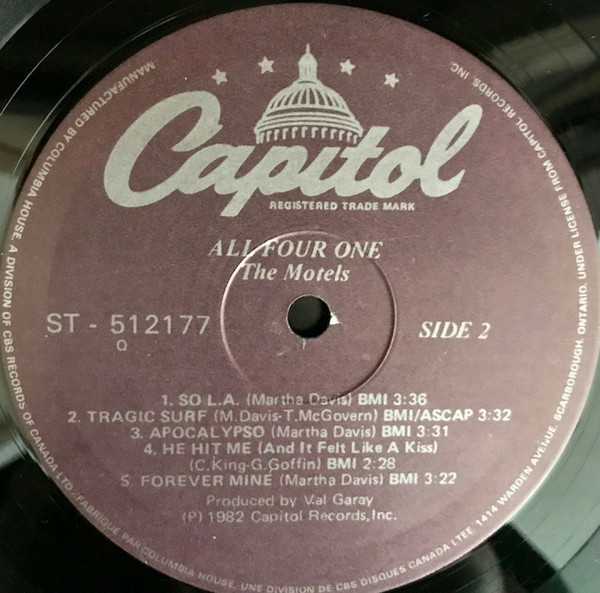 Capitol
REGISTERED TRADE MARK
ALL FOUR ONE
The Motels
ST - 512177
Q
SIDE 2
1. SO L.A. (Martha Davis) BMI 3:36
2. TRAGIC SURF (M.Davis-T.McGovern) BMI/ASCAP 3:32
3. APOCALYPSO (Martha Davis) BMI 3:31
4. HE HIT ME (And It Felt Like A Kiss)
(C.King-G.Goffin) BMI 2:28
5. FOREVER MINE (Martha Davis) BMI 3:22
Produced by Val Garay
(P) 1982 Capitol Records,Inc.
MANUFACTURED BY COLUMBIA HOUSE, A DIVISION OF CBS RECORDS OF CANADA LTD./FABRIQUE PAR COLUMBIA HOUSE, UNE DIVISION DE CBS DISQUES CANADA LTEE, 1414 WARDEN AVENUE, SCARBOROUGH, ONTARIO. UNDER LICENSE FROM CAPITOL RECORDS, INC.